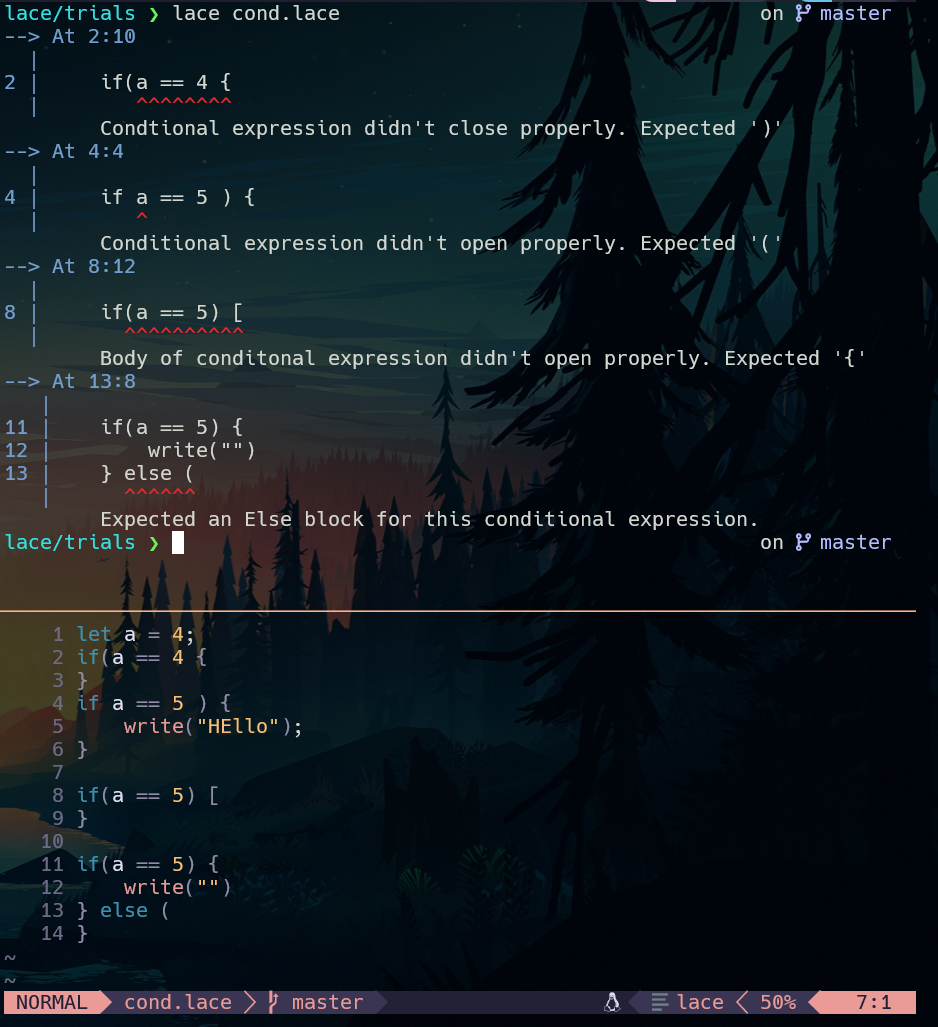 lace/trials ❯ lace cond.lace on master
--> At 2:10
|
2 | if(a == 4 {
| ^^^^^^^^
Condtional expression didn't close properly. Expected ')'
--> At 4:4
|
4 | if a == 5 ) {
| ^
Conditional expression didn't open properly. Expected '('
--> At 8:12
|
8 | if(a == 5) [
| ^^^^^^^^^^
Body of conditonal expression didn't open properly. Expected '{'
--> At 13:8
|
11 | if(a == 5) {
12 | write("")
13 | } else (
| ^^^^^^
Expected an Else block for this conditional expression.
lace/trials ❯ on master
1 let a = 4;
2 if(a == 4 {
3 }
4 if a == 5 ) {
5 write("HEllo");
6 }
7
8 if(a == 5) [
9 }
10
11 if(a == 5) {
12 write("")
13 } else (
14 }
~
~
NORMAL cond.lace master lace 50% 7:1